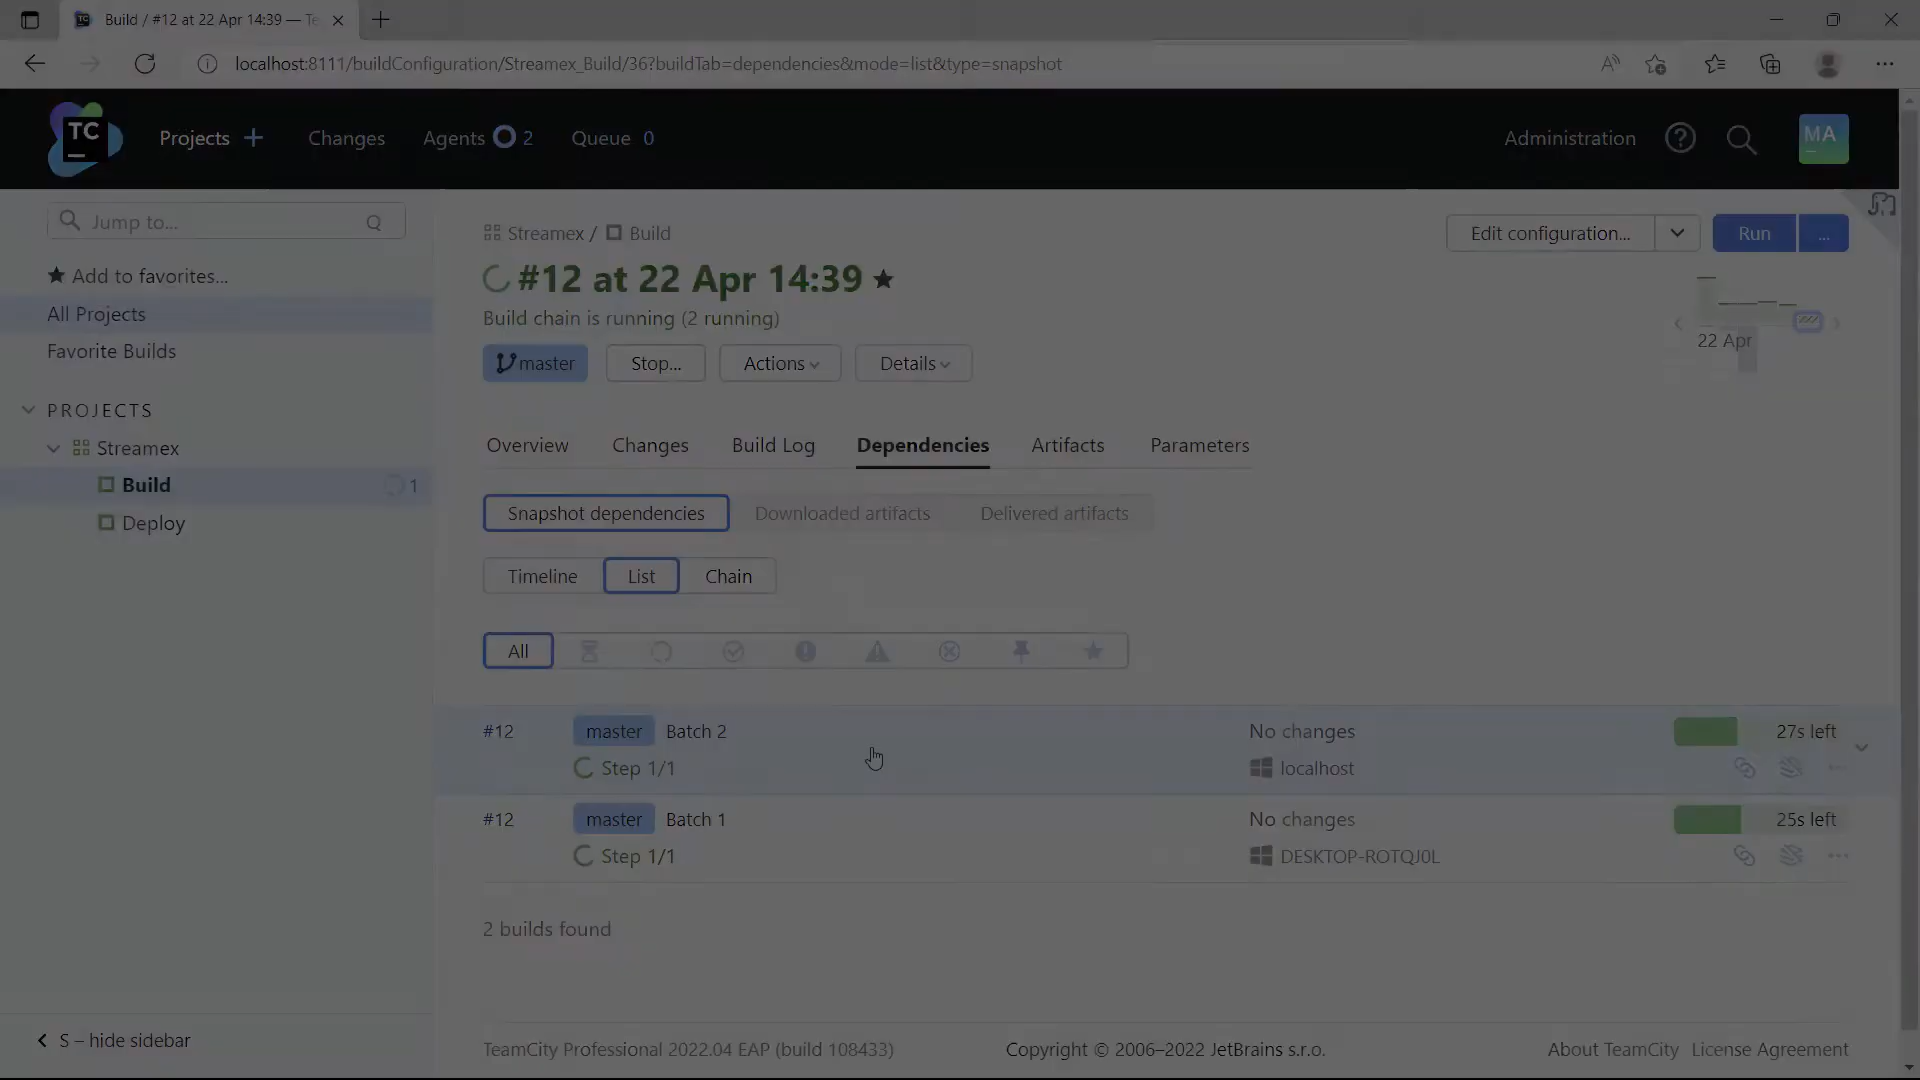 Build / #12 at 22 Apr 14:39 — Te
localhost:8111/buildConfiguration/Streamex_Build/36?buildTab=dependencies&mode=list&type=snapshot
TC
Projects
Changes
Agents 2
Queue 0
Administration
MA
Jump to... Q
Add to favorites...
All Projects
Favorite Builds
PROJECTS
Streamex
Build 1
Deploy
S – hide sidebar
Streamex / Build
Edit configuration...
Run ...
#12 at 22 Apr 14:39
Build chain is running (2 running)
22 Apr
master Stop... Actions Details
Overview Changes Build Log Dependencies Artifacts Parameters
Snapshot dependencies Downloaded artifacts Delivered artifacts
Timeline List Chain
All
#12 master Batch 2 No changes 27s left
Step 1/1 localhost
#12 master Batch 1 No changes 25s left
Step 1/1 DESKTOP-ROTQJ0L
2 builds found
TeamCity Professional 2022.04 EAP (build 108433) Copyright © 2006–2022 JetBrains s.r.o. About TeamCity License Agreement